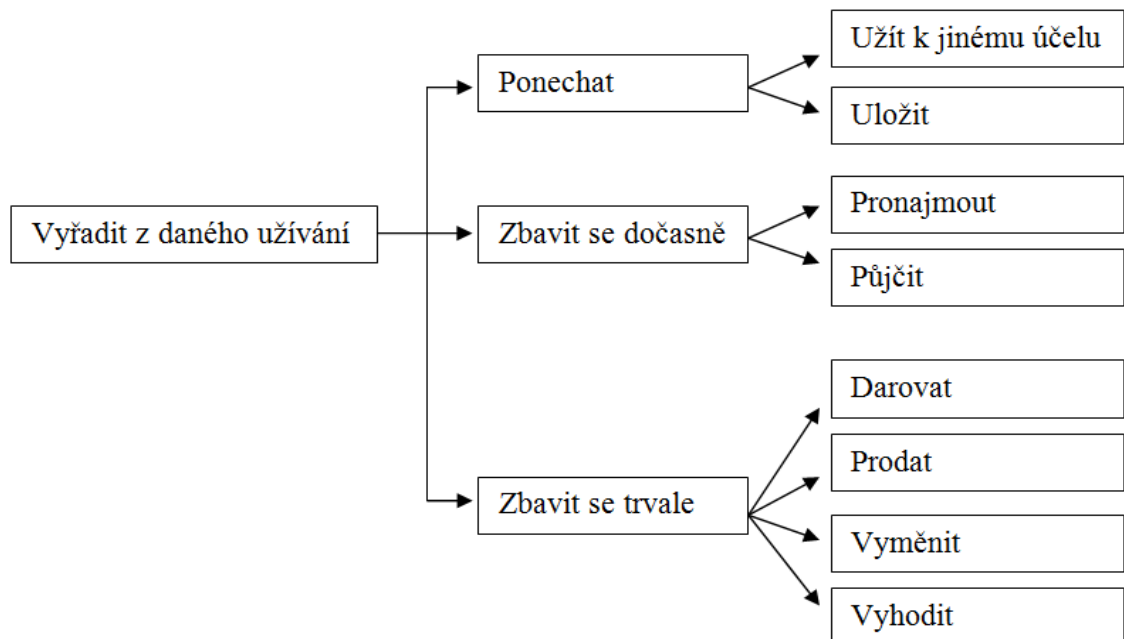 Vyřadit z daného užívání
Ponechat
Užít k jinému účelu
Uložit
Zbavit se dočasně
Pronajmout
Půjčit
Zbavit se trvale
Darovat
Prodat
Vyměnit
Vyhodit